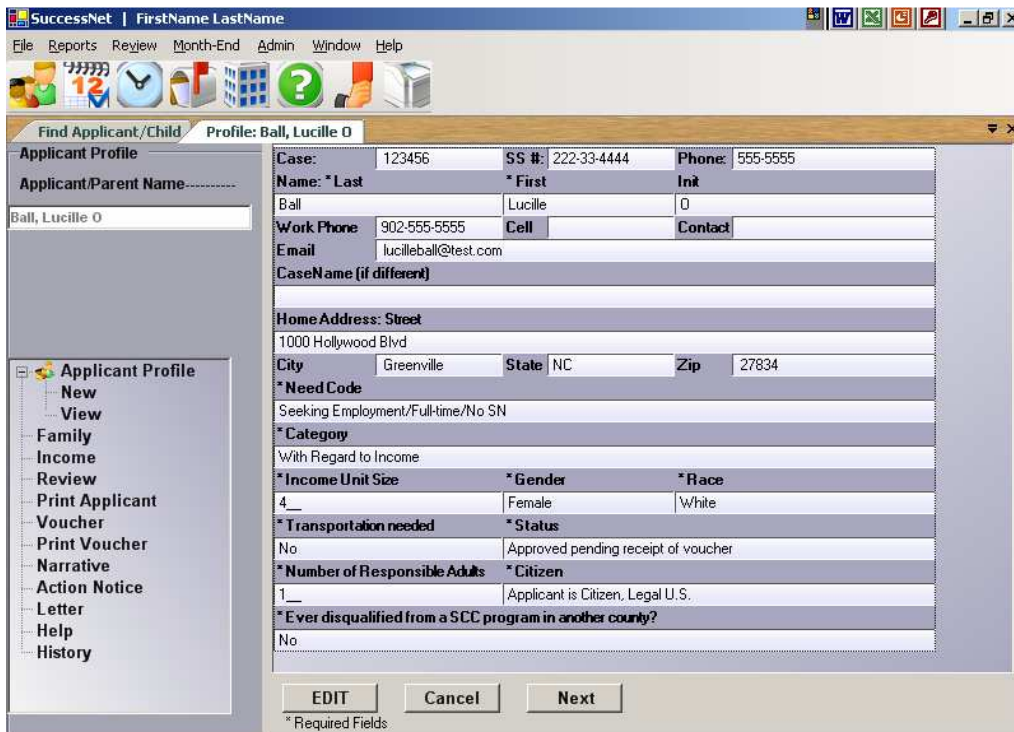 SuccessNet | FirstName LastName
File Reports Review Month-End Admin Window Help
12
Find Applicant/Child Profile: Ball, Lucille O
Applicant Profile
Applicant/Parent Name----------
Ball, Lucille O
Applicant Profile
New
View
Family
Income
Review
Print Applicant
Voucher
Print Voucher
Narrative
Action Notice
Letter
Help
History
Case: 123456 SS #: 222-33-4444 Phone: 555-5555
Name: * Last * First Init
Ball Lucille O
Work Phone 902-555-5555 Cell Contact
Email lucilleball@test.com
CaseName (if different)
Home Address: Street
1000 Hollywood Blvd
City Greenville State NC Zip 27834
* Need Code
Seeking Employment/Full-time/No SN
* Category
With Regard to Income
* Income Unit Size * Gender * Race
4__ Female White
* Transportation needed * Status
No Approved pending receipt of voucher
* Number of Responsible Adults * Citizen
1__ Applicant is Citizen, Legal U.S.
* Ever disqualified from a SCC program in another county?
No
EDIT Cancel Next
* Required Fields